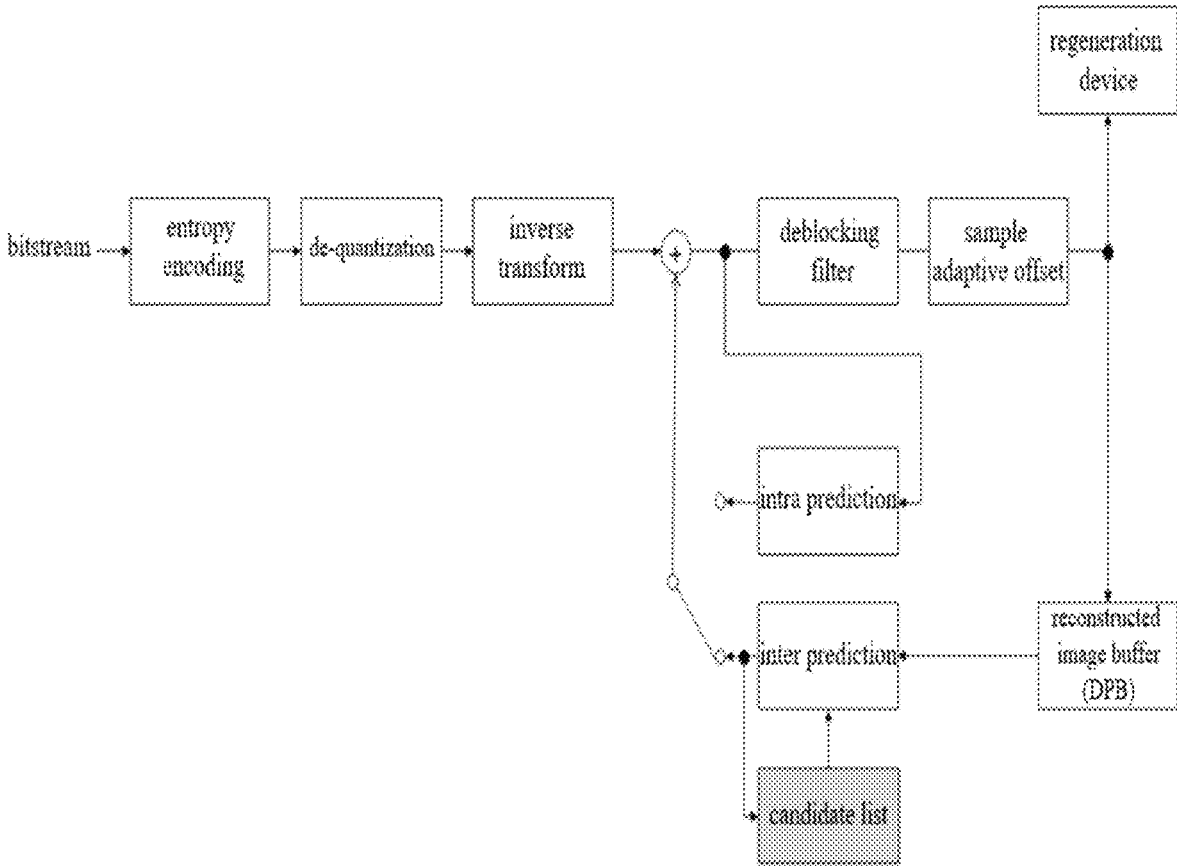 regeneration
device
bitstream
entropy
encoding
de-quantization
inverse
transform
+
deblocking
filter
sample
adaptive offset
intra prediction
inter prediction
reconstructed
image buffer
(DPB)
candidate list